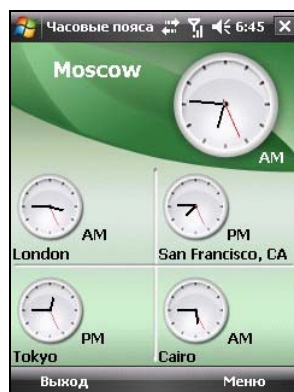 Часовые пояса 6:45
Moscow
AM
AM
PM
London
San Francisco, CA
PM
AM
Tokyo
Cairo
Выход Меню